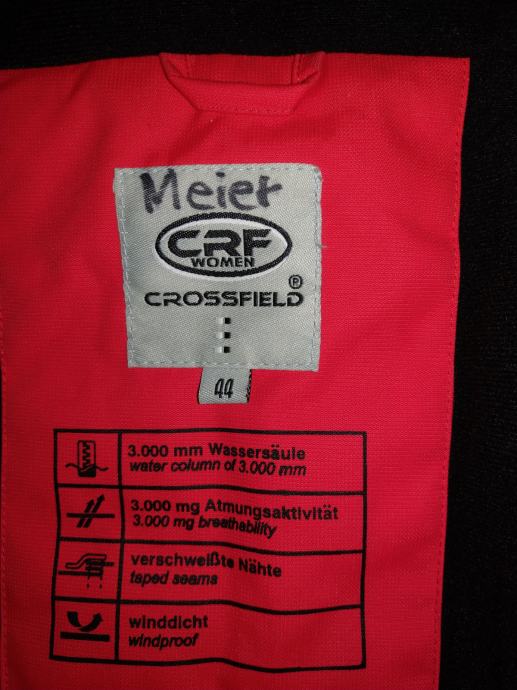 Meier
CRF
WOMEN
CROSSFIELD ®
44
3.000 mm Wassersäule
water column of 3.000 mm
3.000 mg Atmungsaktivität
3.000 mg breathability
verschweißte Nähte
taped seams
winddicht
windproof